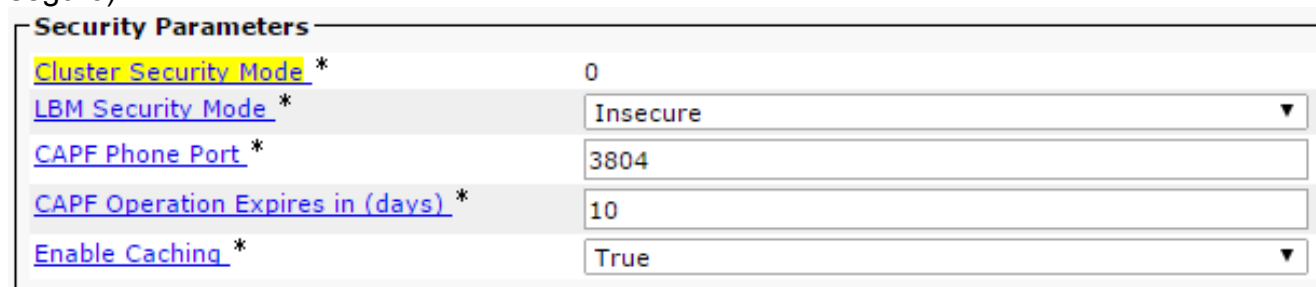 Security Parameters
Cluster Security Mode * 0
LBM Security Mode * Insecure
CAPF Phone Port * 3804
CAPF Operation Expires in (days) * 10
Enable Caching * True